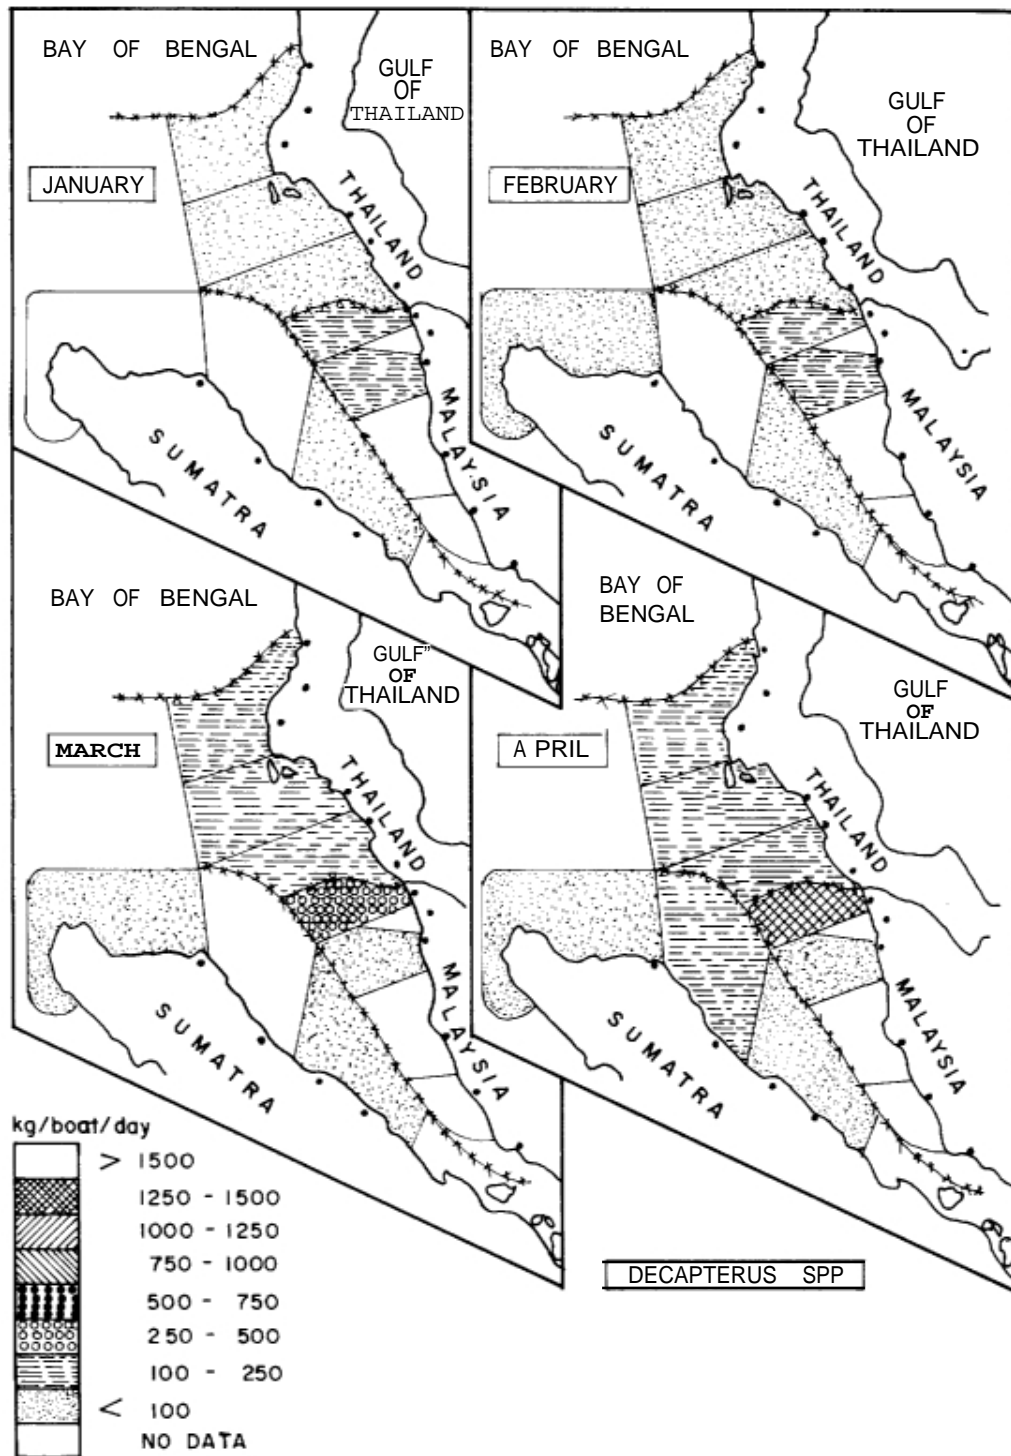 BAY OF BENGAL
GULF
OF
THAILAND
JANUARY
THAILAND
MALAYSIA
SUMATRA
BAY OF BENGAL
GULF
OF
THAILAND
FEBRUARY
THAILAND
MALAYSIA
SUMATRA
BAY OF BENGAL
GULF”
OF
THAILAND
MARCH
THAILAND
MALAYSIA
SUMATRA
BAY OF
BENGAL
GULF
OF
THAILAND
A PRIL
THAILAND
MALAYSIA
SUMATRA
kg/boat/day
> 1500
1250 - 1500
1000 - 1250
750 - 1000
500 - 750
250 - 500
100 - 250
< 100
NO DATA
DECAPTERUS SPP